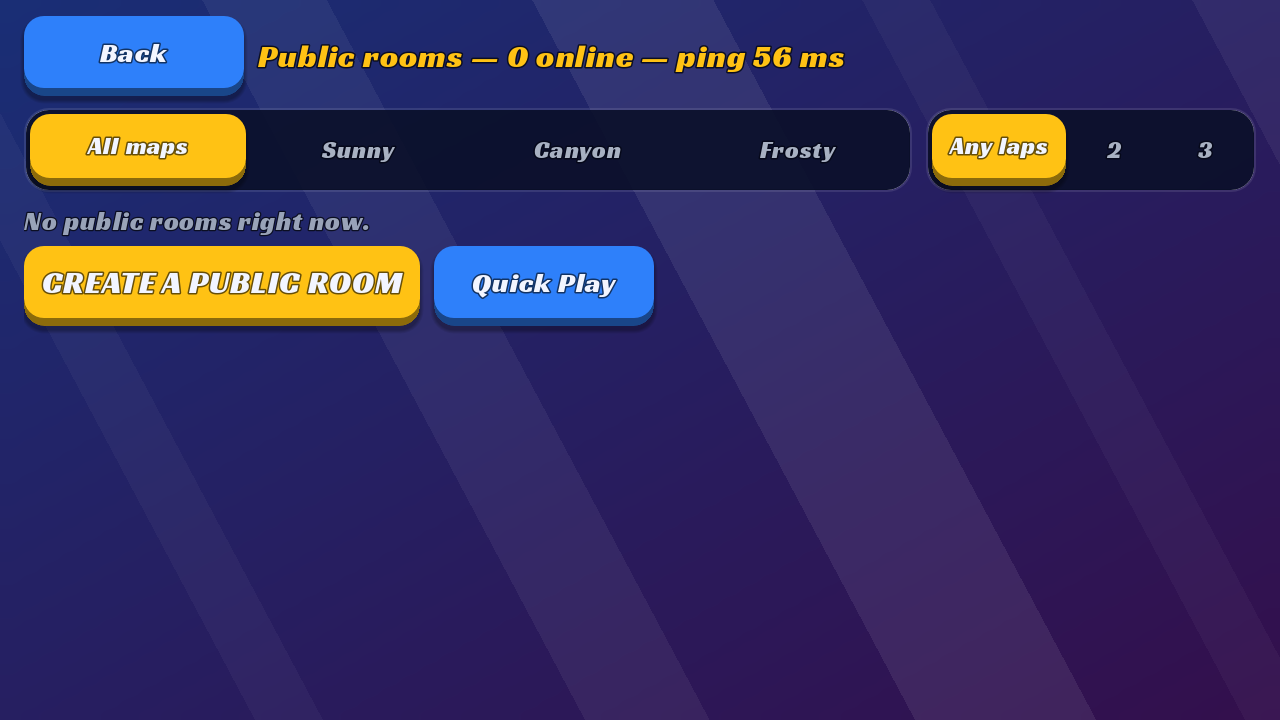 Back
Public rooms — 0 online — ping 56 ms
All maps Sunny Canyon Frosty Any laps 2 3
No public rooms right now.
CREATE A PUBLIC ROOM Quick Play